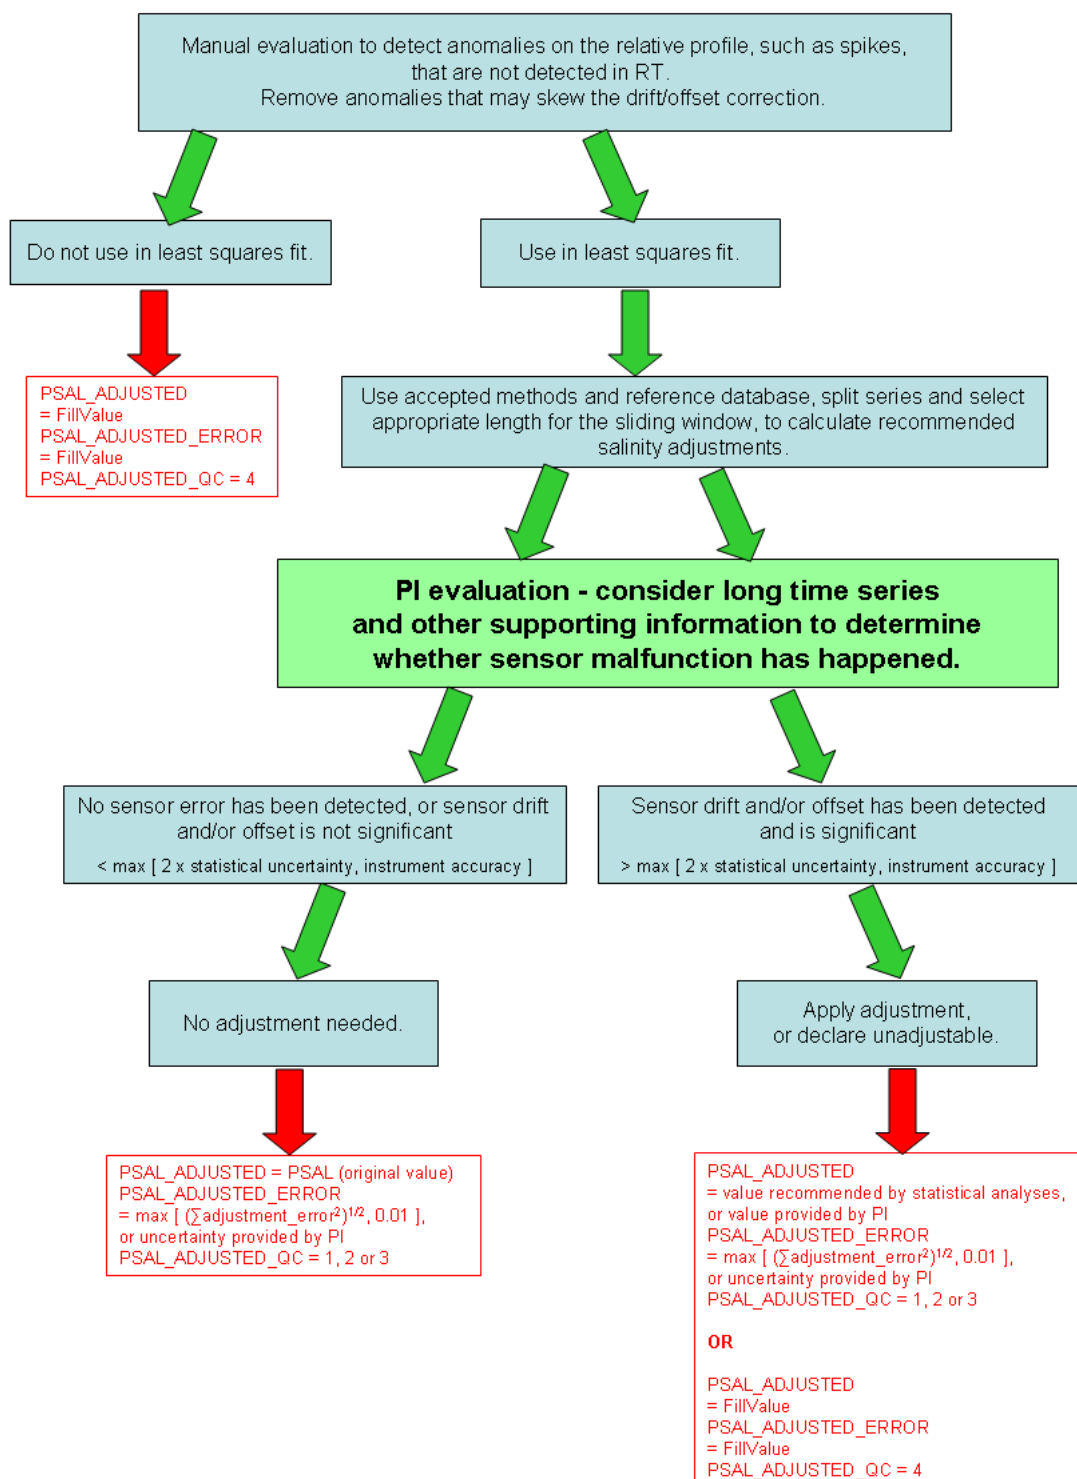 Manual evaluation to detect anomalies on the relative profile, such as spikes,
that are not detected in RT.
Remove anomalies that may skew the drift/offset correction.
Do not use in least squares fit.
Use in least squares fit.
PSAL_ADJUSTED
= FillValue
PSAL_ADJUSTED_ERROR
= FillValue
PSAL_ADJUSTED_QC = 4
Use accepted methods and reference database, split series and select
appropriate length for the sliding window, to calculate recommended
salinity adjustments.
PI evaluation - consider long time series
and other supporting information to determine
whether sensor malfunction has happened.
No sensor error has been detected, or sensor drift
and/or offset is not significant
< max [ 2 x statistical uncertainty, instrument accuracy ]
Sensor drift and/or offset has been detected
and is significant
> max [ 2 x statistical uncertainty, instrument accuracy ]
No adjustment needed.
Apply adjustment,
or declare unadjustable.
PSAL_ADJUSTED = PSAL (original value)
PSAL_ADJUSTED_ERROR
= max [ (∑adjustment_error²)¹/², 0.01 ],
or uncertainty provided by PI
PSAL_ADJUSTED_QC = 1, 2 or 3
PSAL_ADJUSTED
= value recommended by statistical analyses,
or value provided by PI
PSAL_ADJUSTED_ERROR
= max [ (∑adjustment_error²)¹/², 0.01 ],
or uncertainty provided by PI
PSAL_ADJUSTED_QC = 1, 2 or 3
OR
PSAL_ADJUSTED
= FillValue
PSAL_ADJUSTED_ERROR
= FillValue
PSAL_ADJUSTED_QC = 4